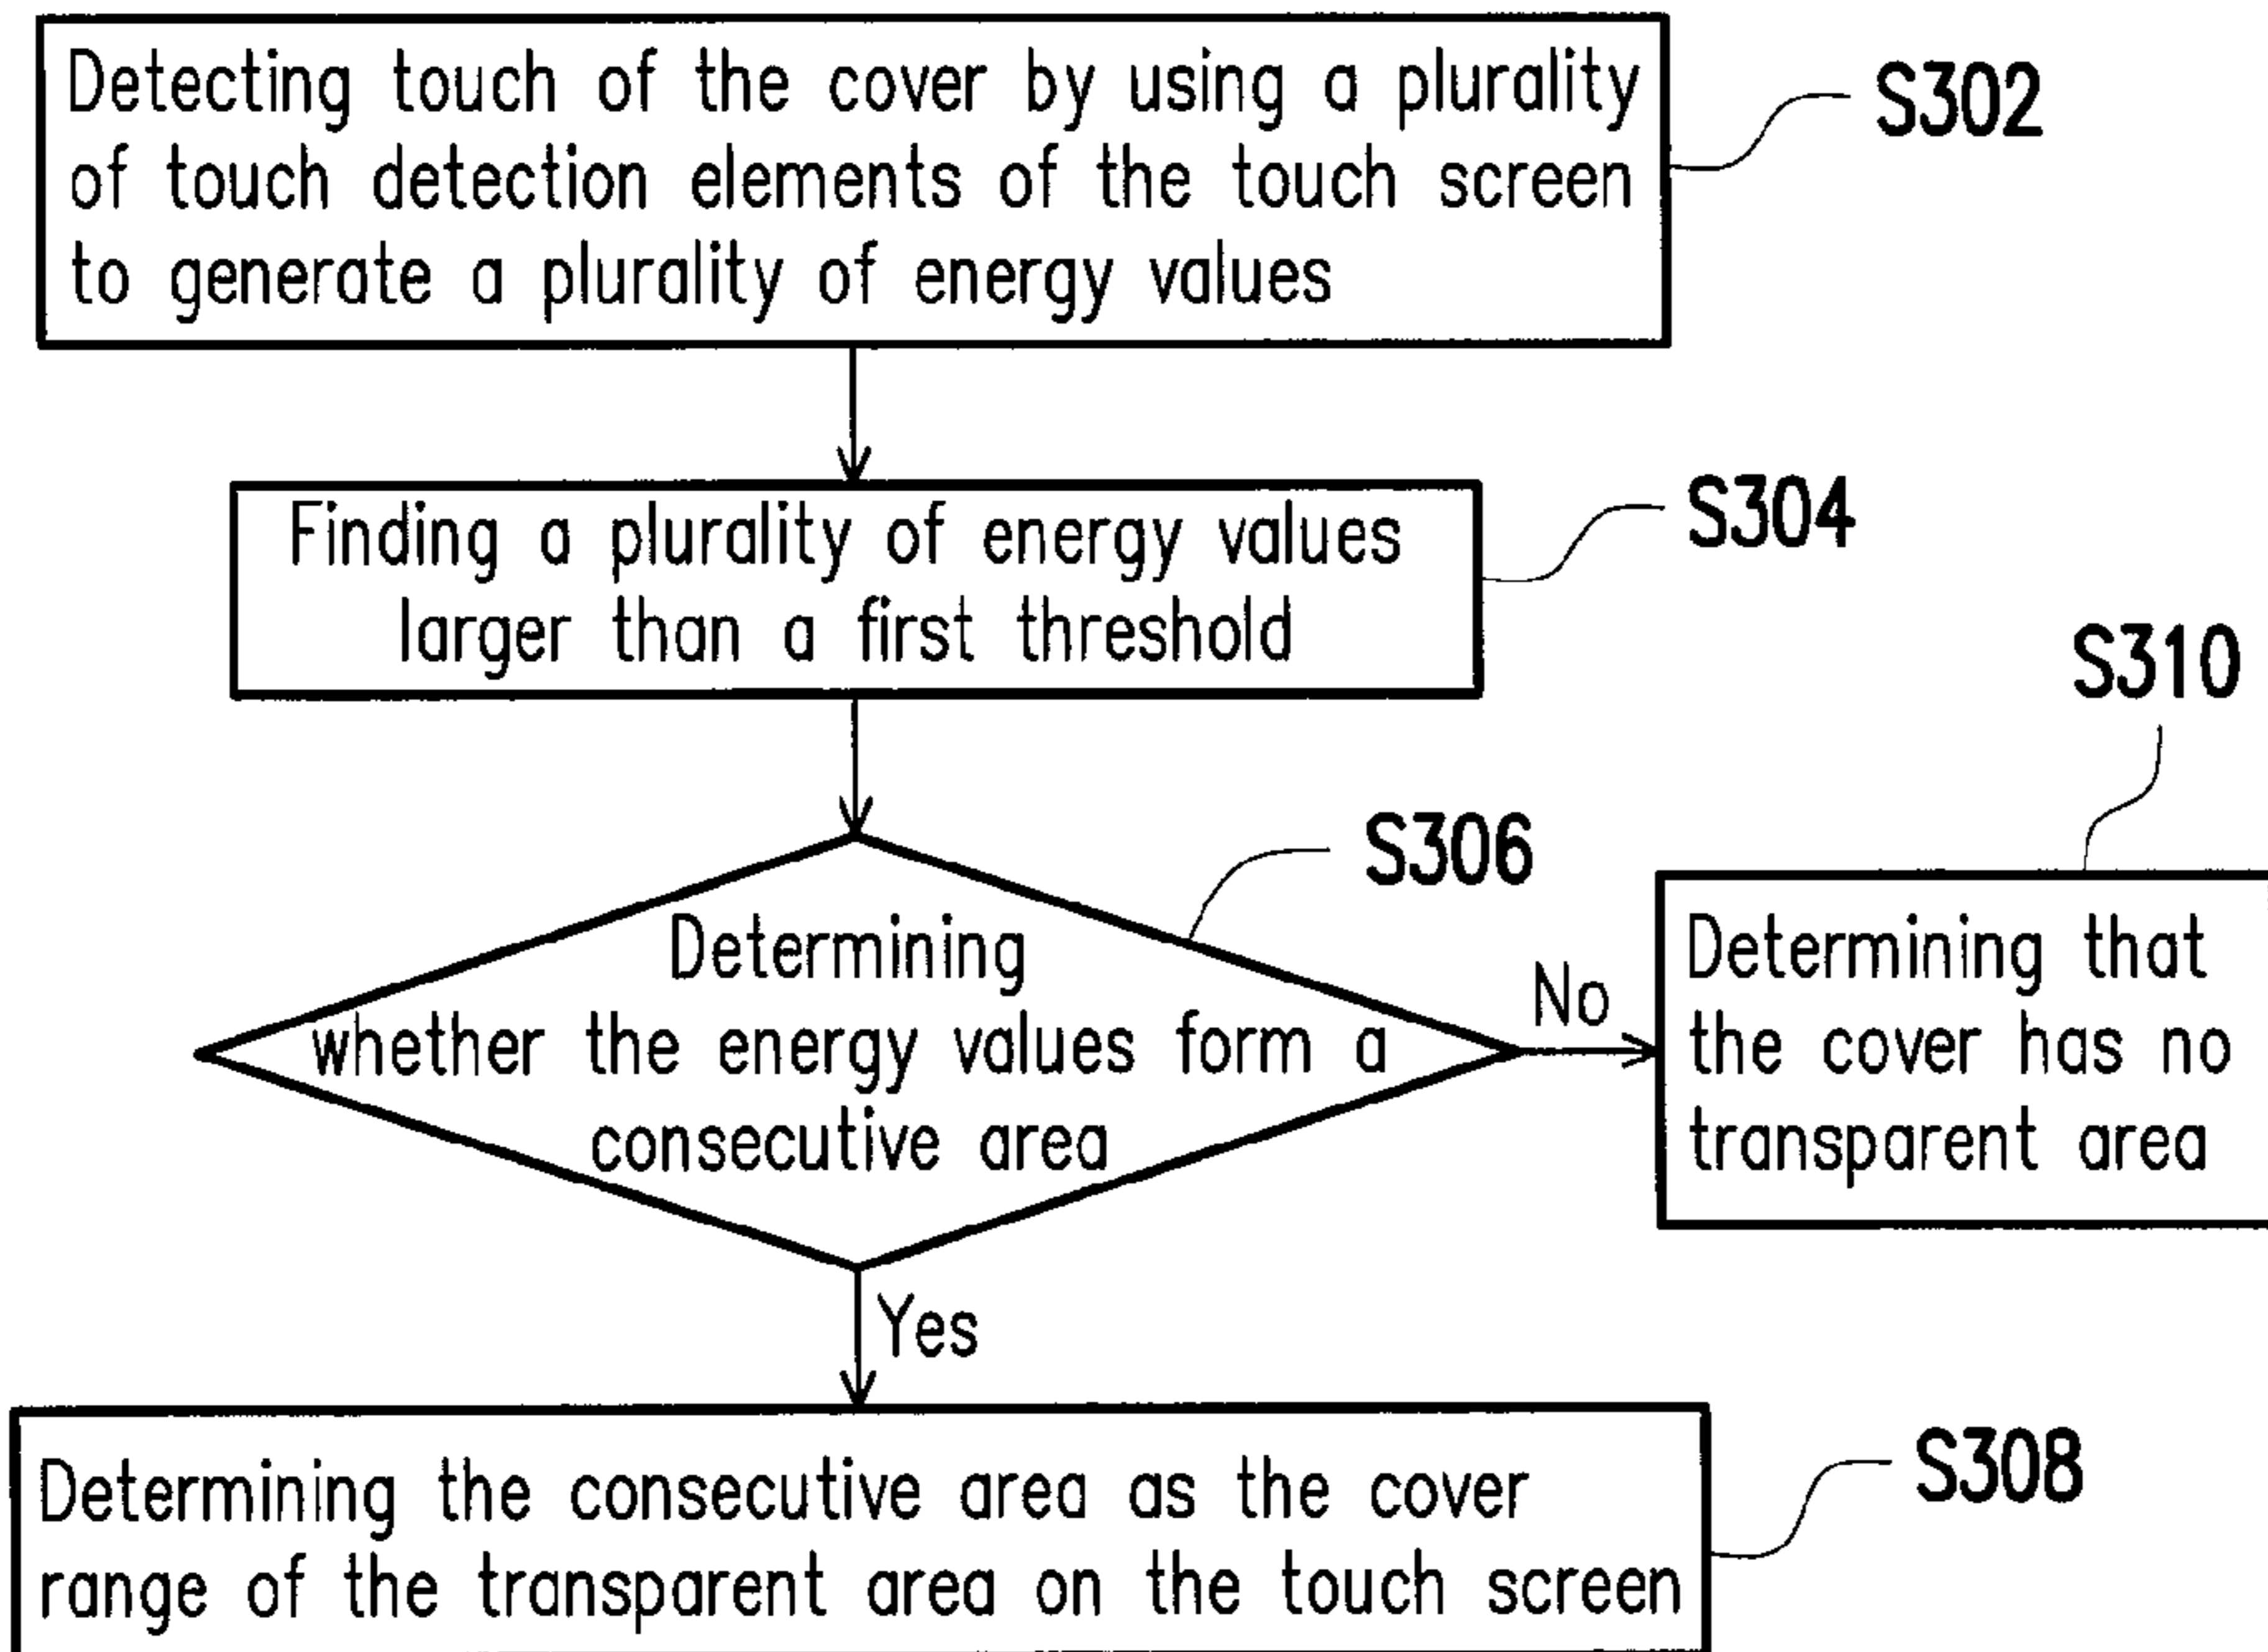 Detecting touch of the cover by using a plurality
of touch detection elements of the touch screen
to generate a plurality of energy values
S302
Finding a plurality of energy values
larger than a first threshold
S304
S310
S306
Determining
whether the energy values form a
consecutive area
No
Determining that
the cover has no
transparent area
Yes
Determining the consecutive area as the cover
range of the transparent area on the touch screen
S308